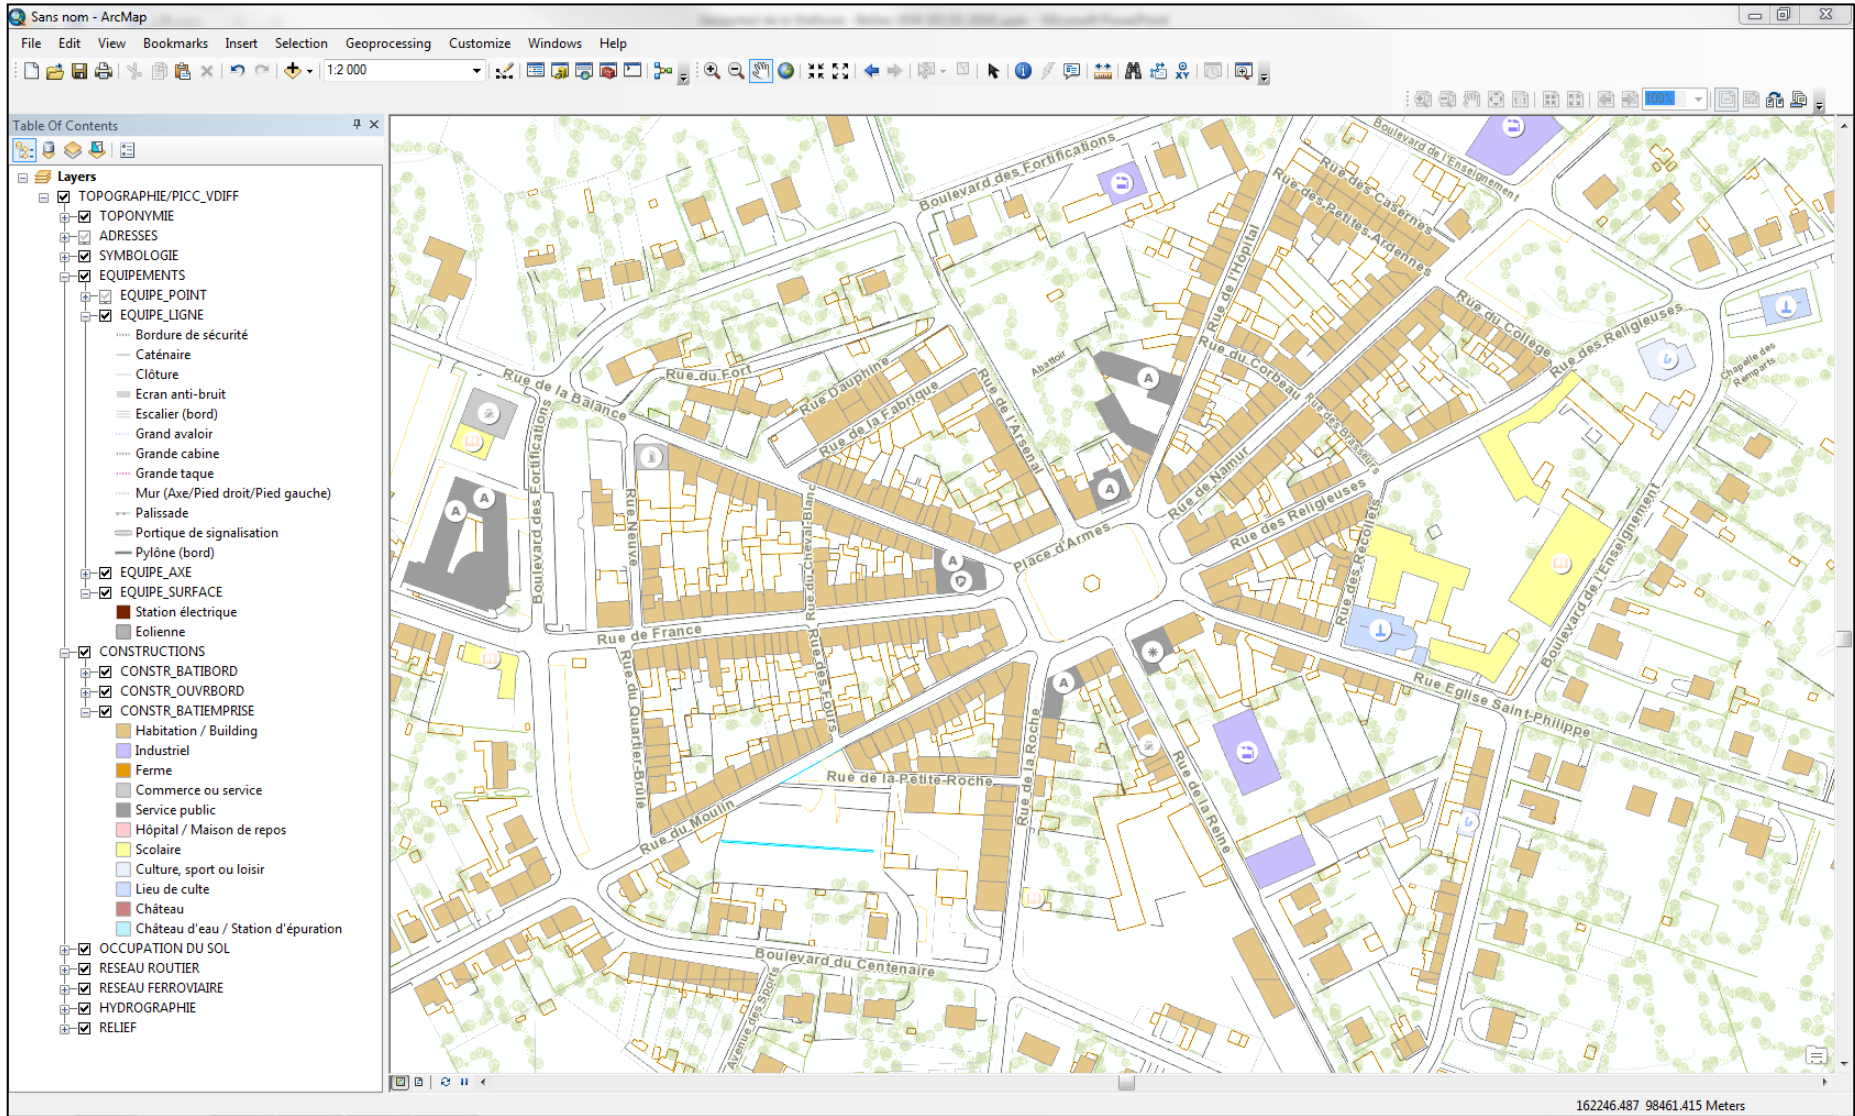 Sans nom - ArcMap
File Edit View Bookmarks Insert Selection Geoprocessing Customize Windows Help
1:2 000
100%
Table Of Contents
Layers
TOPOGRAPHIE/PICC_VDIFF
TOPONYMIE
ADRESSES
SYMBOLOGIE
EQUIPEMENTS
EQUIPE_POINT
EQUIPE_LIGNE
Bordure de sécurité
Caténaire
Clôture
Ecran anti-bruit
Escalier (bord)
Grand avaloir
Grande cabine
Grande taque
Mur (Axe/Pied droit/Pied gauche)
Palissade
Portique de signalisation
Pylône (bord)
EQUIPE_AXE
EQUIPE_SURFACE
Station électrique
Eolienne
CONSTRUCTIONS
CONSTR_BATIBORD
CONSTR_OUVRBORD
CONSTR_BATIEMPRISE
Habitation / Building
Industriel
Ferme
Commerce ou service
Service public
Hôpital / Maison de repos
Scolaire
Culture, sport ou loisir
Lieu de culte
Château
Château d'eau / Station d'épuration
OCCUPATION DU SOL
RESEAU ROUTIER
RESEAU FERROVIAIRE
HYDROGRAPHIE
RELIEF
Boulevard de l'Enseignement
Boulevard des Fortifications
Rue des Casernes
Rue des Petites Ardennes
Rue de l'Hôpital
Rue du Collège
Rue des Religieuses
Chapelle des
Remparts
Rue du Corbeau
Abattoir
A
Rue du Fort
Rue Dauphine
Rue de la Fabrique
Rue de l'Arsenal
Rue de la Balance
Rue des Brasseurs
Boulevard des Fortifications
Rue Neuve
Rue du Cheval-Blanc
Rue de Namur
A
A
A
Rue des Religieuses
Rue des Recollets
Place d'Armes
A
P
Boulevard de l'Enseignement
Rue de France
Rue des Fours
Rue du Quartier-Brûlé
A
Rue Eglise Saint-Philippe
Rue de la Roche
Rue de la Petite-Roche
Rue de la Reine
Rue du Moulin
Boulevard du Centenaire
Avenue des Sports
162246.487 98461.415 Meters